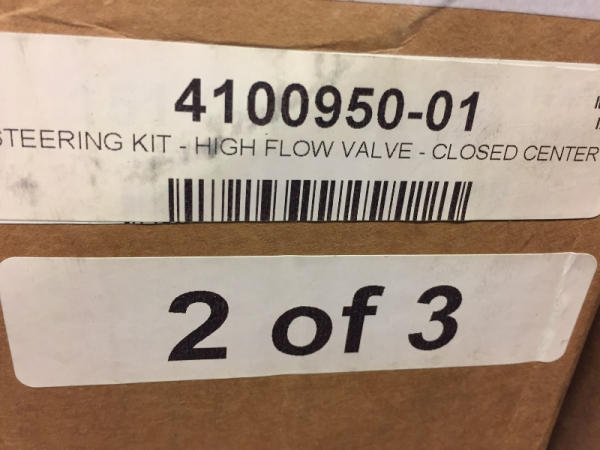 4100950-01
STEERING KIT - HIGH FLOW VALVE - CLOSED CENTER
2 of 3